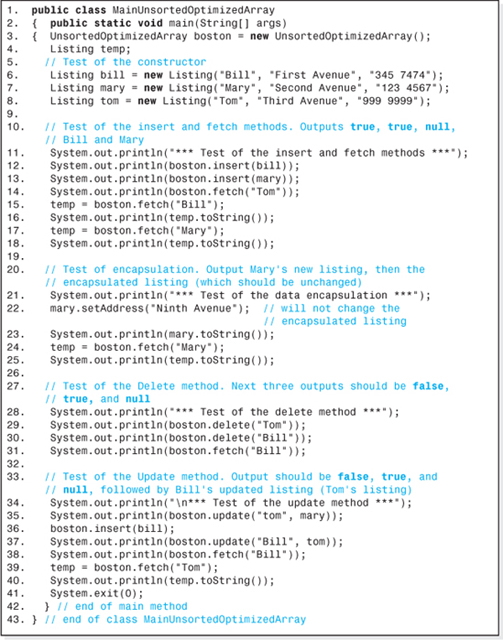 1. public class MainUnsortedOptimizedArray
2. { public static void main(String[] args)
3. { UnsortedOptimizedArray boston = new UnsortedOptimizedArray();
4. Listing temp;
5. // Test of the constructor
6. Listing bill = new Listing("Bill", "First Avenue", "345 7474");
7. Listing mary = new Listing("Mary", "Second Avenue", "123 4567");
8. Listing tom = new Listing("Tom", "Third Avenue", "999 9999");
9.
10. // Test of the insert and fetch methods. Outputs true, true, null,
// Bill and Mary
11. System.out.println("*** Test of the insert and fetch methods ***");
12. System.out.println(boston.insert(bill));
13. System.out.println(boston.insert(mary));
14. System.out.println(boston.fetch("Tom"));
15. temp = boston.fetch("Bill");
16. System.out.println(temp.toString());
17. temp = boston.fetch("Mary");
18. System.out.println(temp.toString());
19.
20. // Test of encapsulation. Output Mary's new listing, then the
// encapsulated listing (which should be unchanged)
21. System.out.println("*** Test of the data encapsulation ***");
22. mary.setAddress("Ninth Avenue"); // will not change the
// encapsulated listing
23. System.out.println(mary.toString());
24. temp = boston.fetch("Mary");
25. System.out.println(temp.toString());
26.
27. // Test of the Delete method. Next three outputs should be false,
// true, and null
28. System.out.println("*** Test of the delete method ***");
29. System.out.println(boston.delete("Tom"));
30. System.out.println(boston.delete("Bill"));
31. System.out.println(boston.fetch("Bill"));
32.
33. // Test of the Update method. Output should be false, true, and
// null, followed by Bill's updated listing (Tom's listing)
34. System.out.println("\n*** Test of the update method ***");
35. System.out.println(boston.update("tom", mary));
36. boston.insert(bill);
37. System.out.println(boston.update("Bill", tom));
38. System.out.println(boston.fetch("Bill"));
39. temp = boston.fetch("Tom");
40. System.out.println(temp.toString());
41. System.exit(0);
42. } // end of main method
43. } // end of class MainUnsortedOptimizedArray